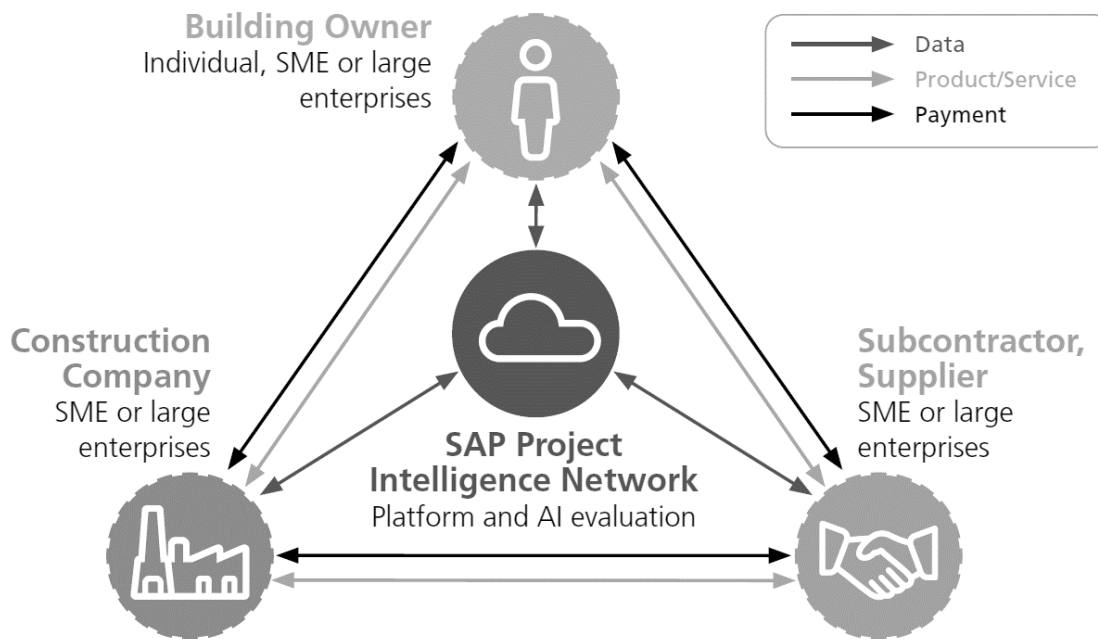 Building Owner
Individual, SME or large
enterprises
Data
Product/Service
Payment
Construction
Company
SME or large
enterprises
Subcontractor,
Supplier
SME or large
enterprises
SAP Project
Intelligence Network
Platform and AI evaluation